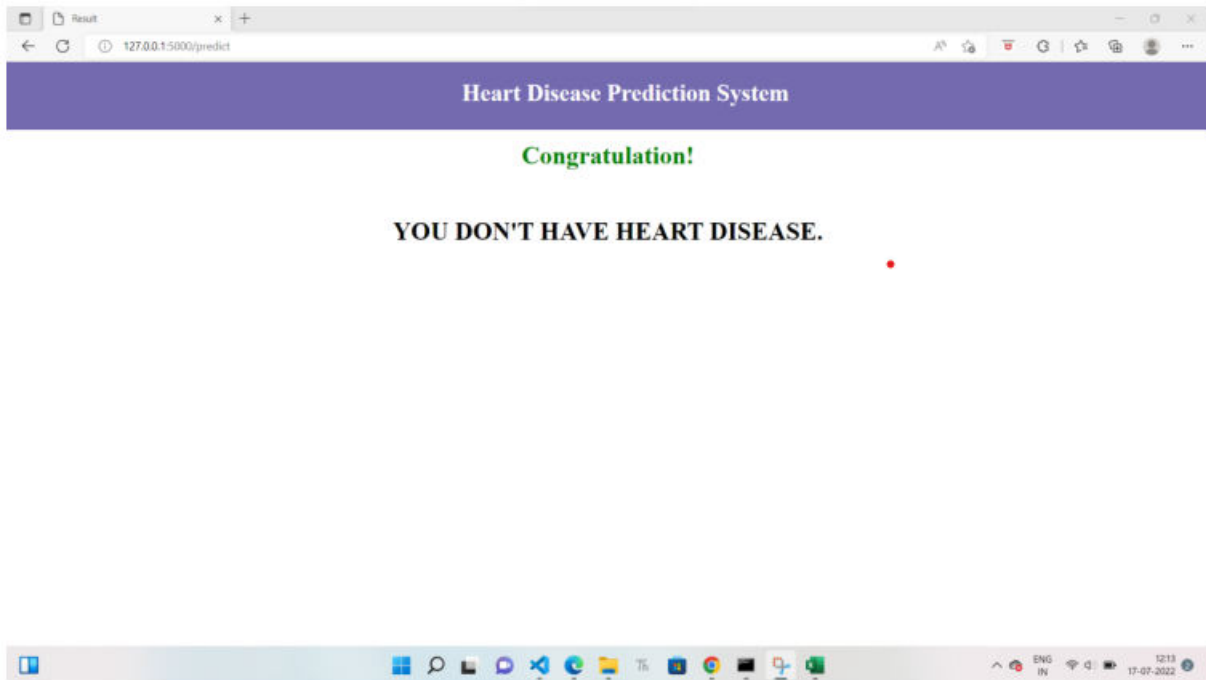 Result
127.0.0.1:5000/predict
Heart Disease Prediction System
Congratulation!
YOU DON'T HAVE HEART DISEASE.
ENG
IN
12:13
17-07-2022